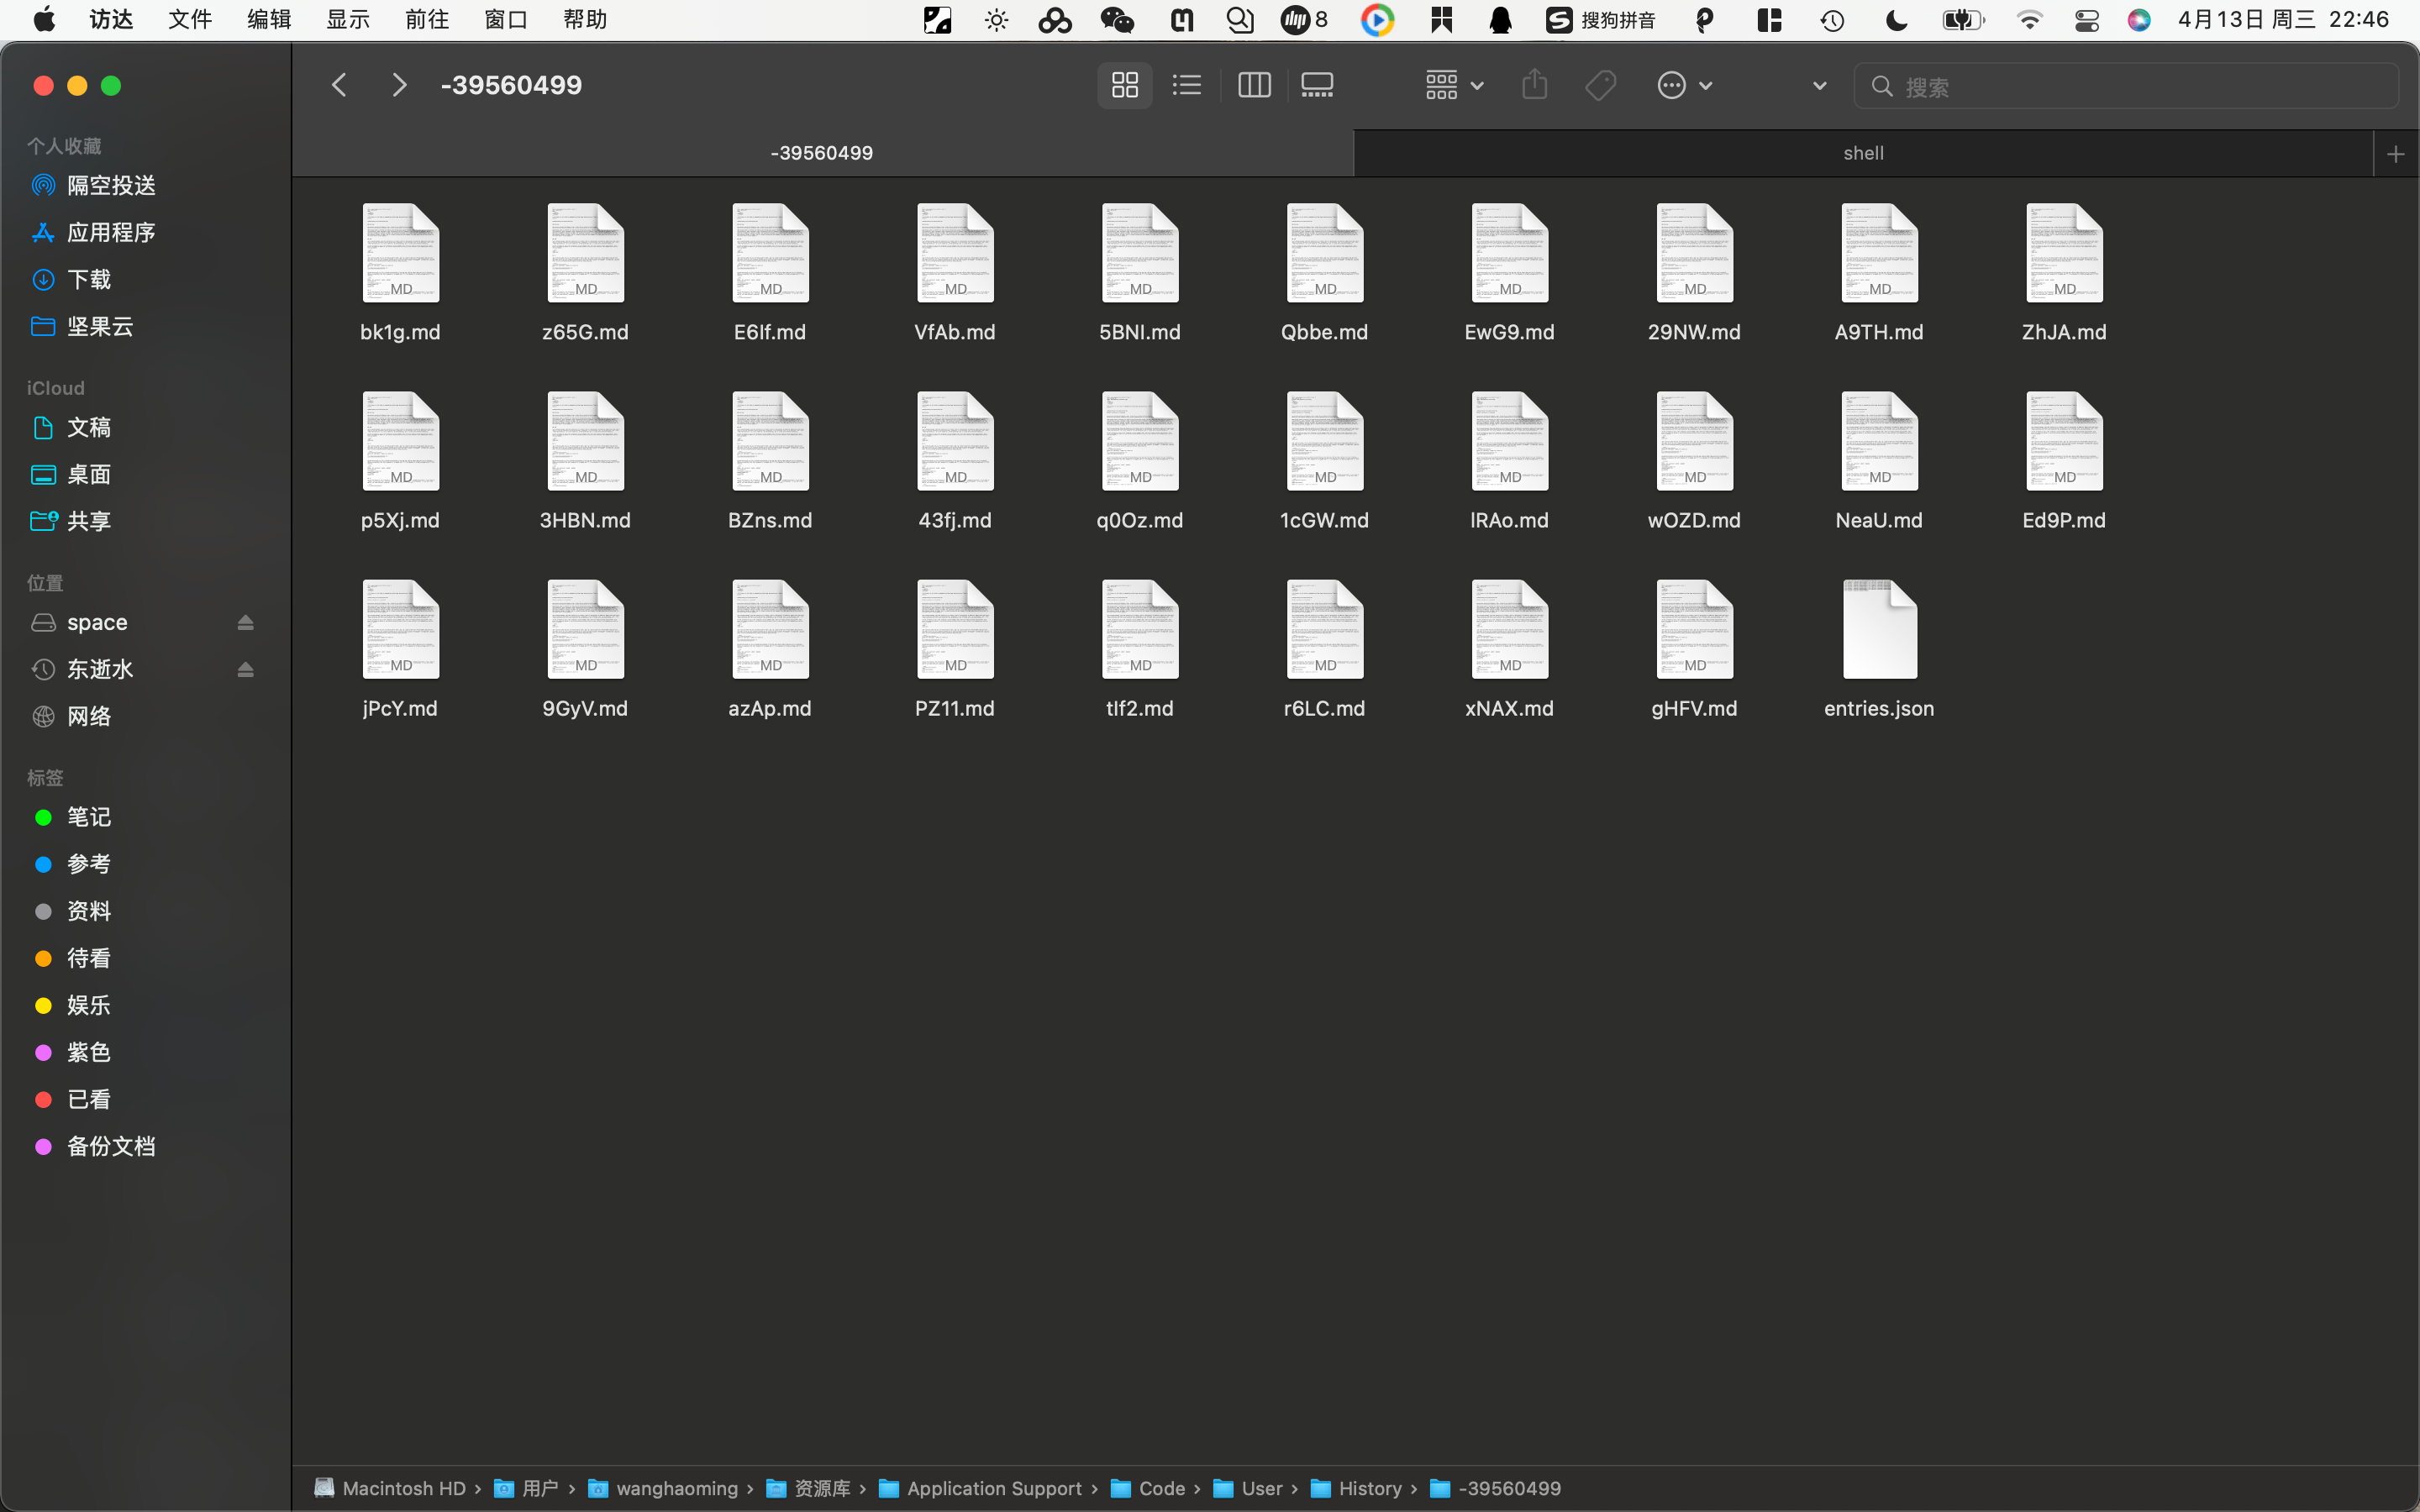 访达 文件 编辑 显示 前往 窗口 帮助 8 搜狗拼音 4月13日 周三 22:46
-39560499 搜索
-39560499 shell
个人收藏
隔空投送
应用程序
下载
坚果云
iCloud
文稿
桌面
共享
位置
space
东逝水
网络
标签
笔记
参考
资料
待看
娱乐
紫色
已看
备份文档
MD MD MD MD MD MD MD MD MD MD
bk1g.md z65G.md E6If.md VfAb.md 5BNI.md Qbbe.md EwG9.md 29NW.md A9TH.md ZhJA.md
MD MD MD MD MD MD MD MD MD MD
p5Xj.md 3HBN.md BZns.md 43fj.md q0Oz.md 1cGW.md lRAo.md wOZD.md NeaU.md Ed9P.md
MD MD MD MD MD MD MD MD
jPcY.md 9GyV.md azAp.md PZ11.md tIf2.md r6LC.md xNAX.md gHFV.md entries.json
Macintosh HD › 用户 › wanghaoming › 资源库 › Application Support › Code › User › History › -39560499